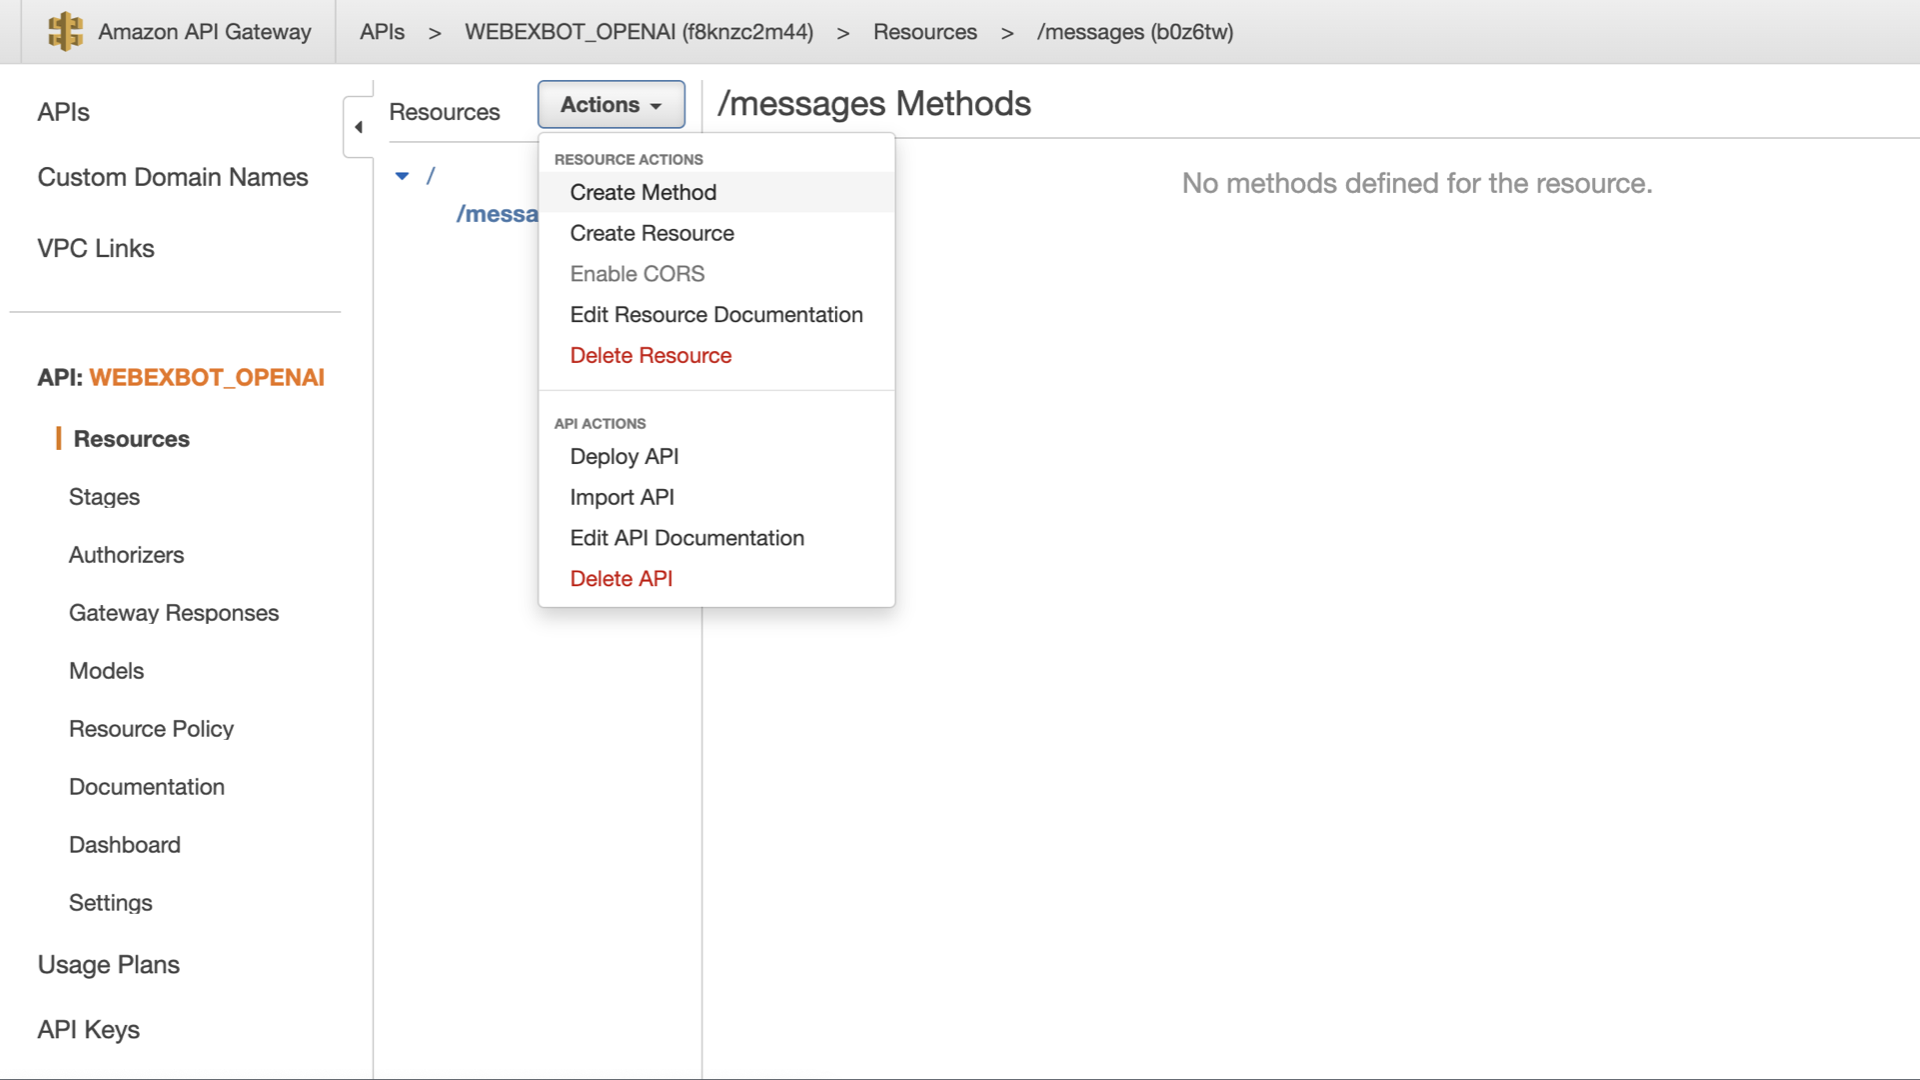 Amazon API Gateway
APIs > WEBEXBOT_OPENAI (f8knzc2m44) > Resources > /messages (b0z6tw)
APIs
Custom Domain Names
VPC Links
API: WEBEXBOT_OPENAI
Resources
Stages
Authorizers
Gateway Responses
Models
Resource Policy
Documentation
Dashboard
Settings
Usage Plans
API Keys
Resources
Actions
/
/messa
RESOURCE ACTIONS
Create Method
Create Resource
Enable CORS
Edit Resource Documentation
Delete Resource
API ACTIONS
Deploy API
Import API
Edit API Documentation
Delete API
/messages Methods
No methods defined for the resource.